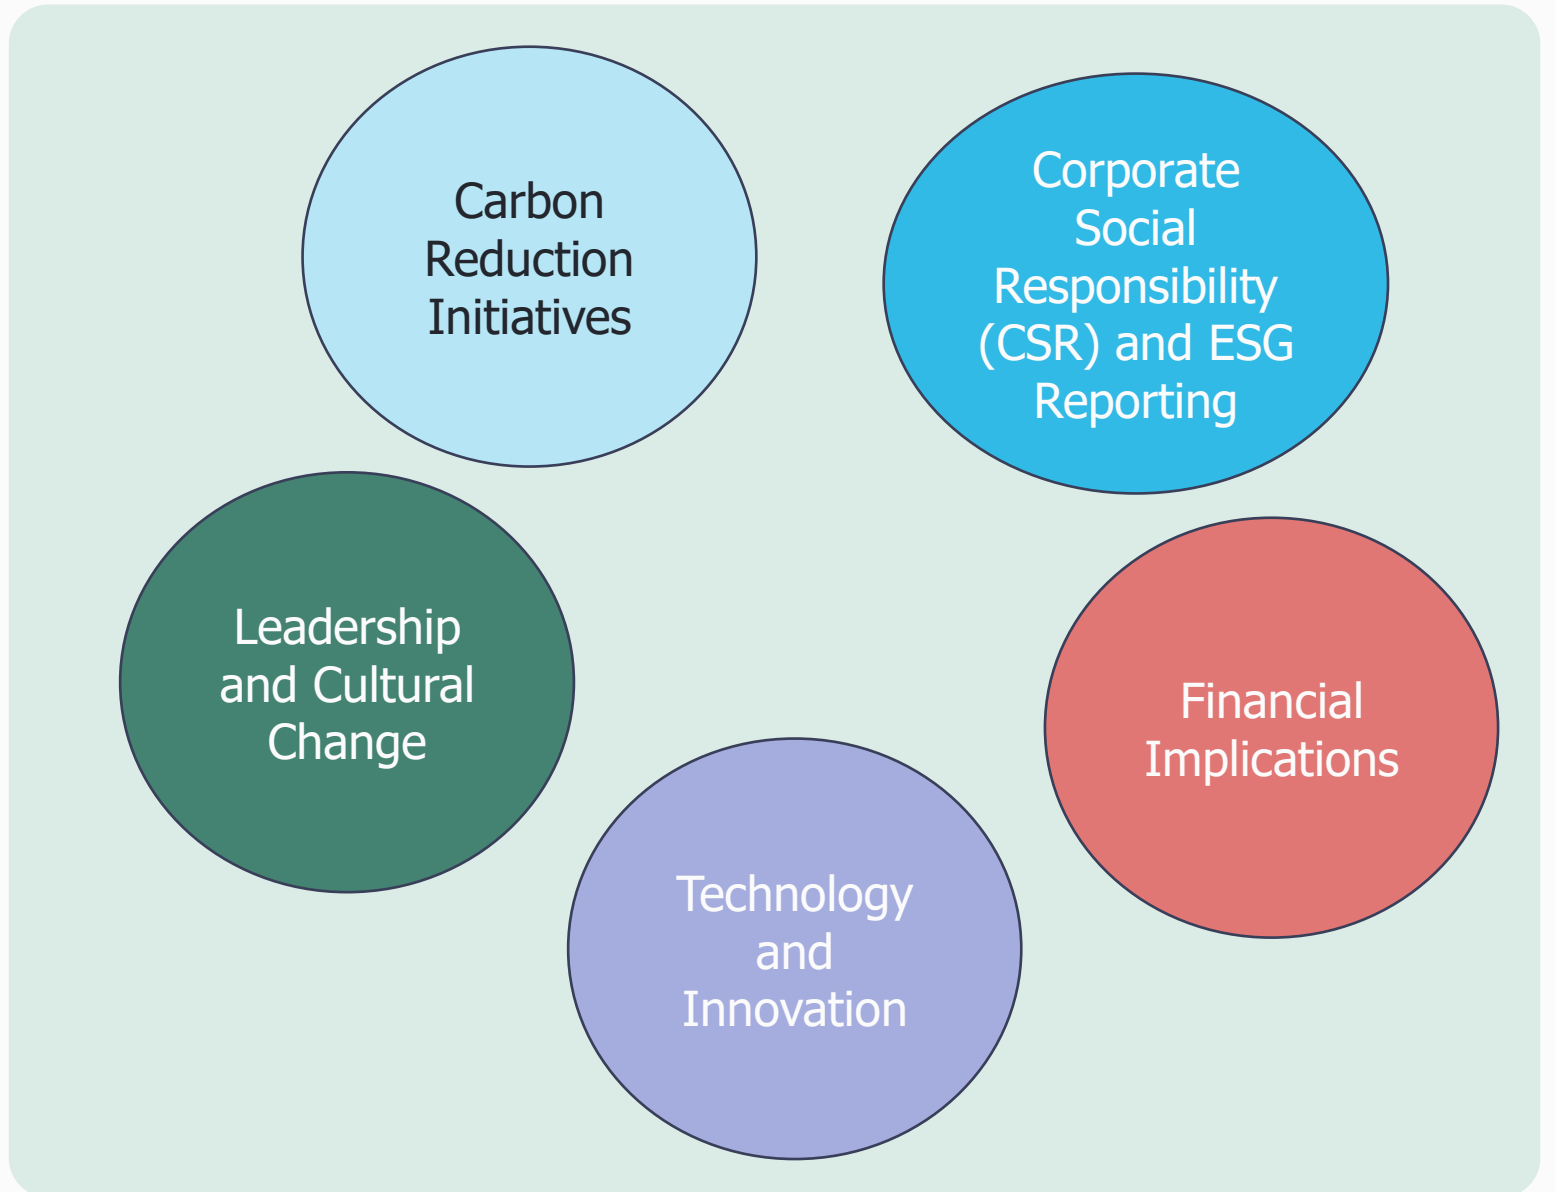 Carbon
Reduction
Initiatives
Corporate
Social
Responsibility
(CSR) and ESG
Reporting
Leadership
and Cultural
Change
Financial
Implications
Technology
and
Innovation